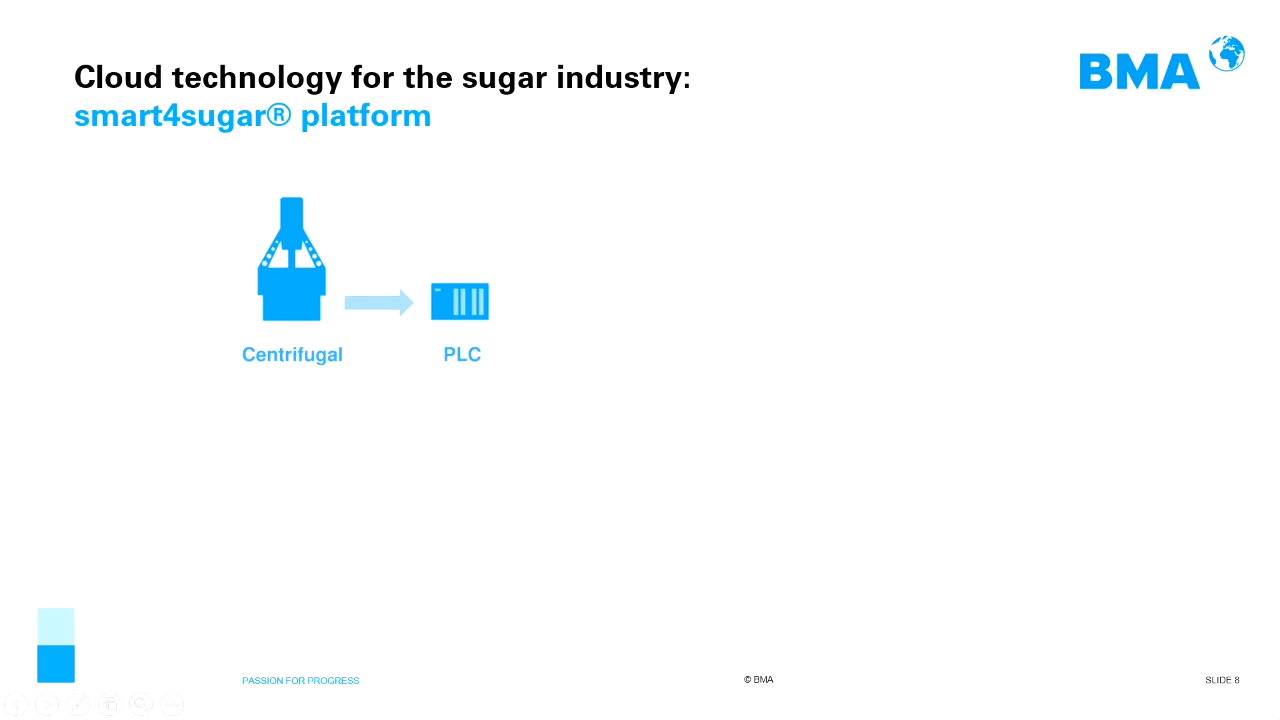 Cloud technology for the sugar industry:
smart4sugar® platform
BMA
Centrifugal
PLC
PASSION FOR PROGRESS
© BMA
SLIDE 8